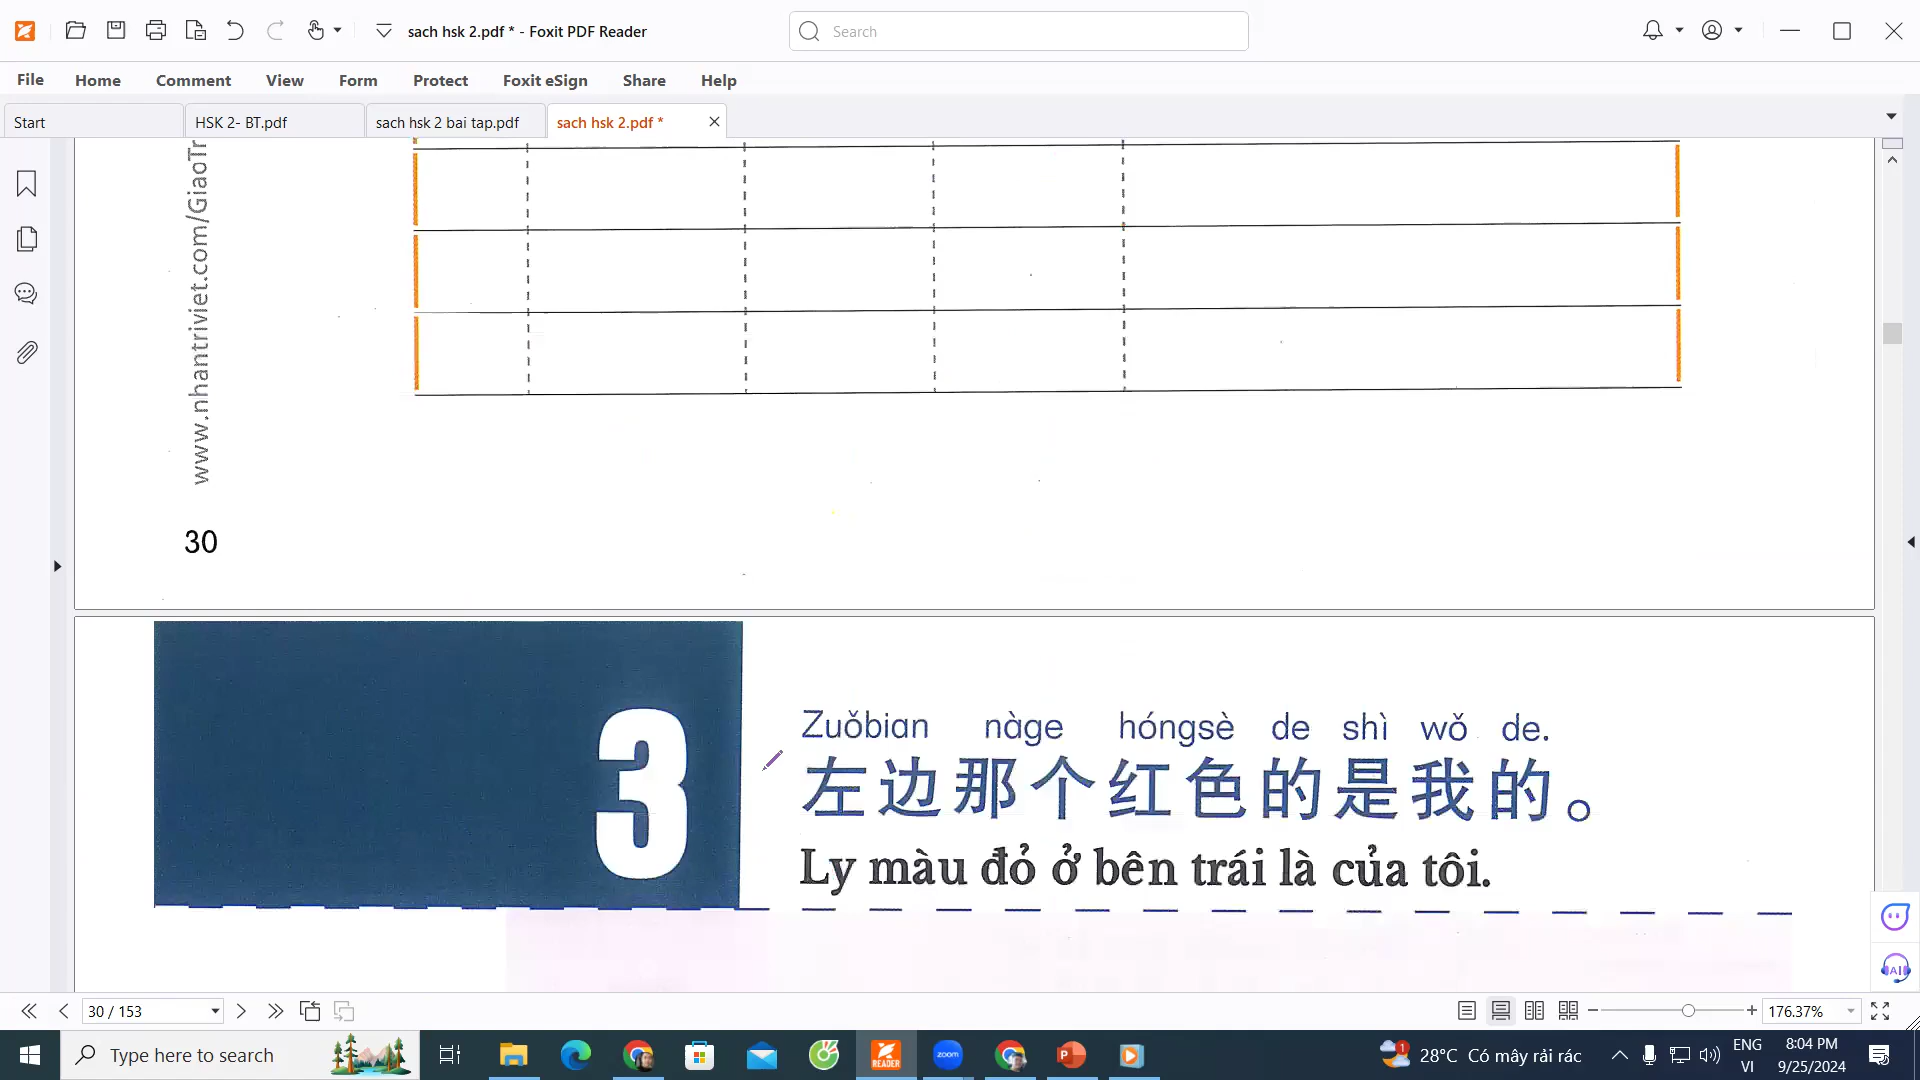 sach hsk 2.pdf * - Foxit PDF Reader
Search
File Home Comment View Form Protect Foxit eSign Share Help
Start
HSK 2- BT.pdf
sach hsk 2 bai tap.pdf
sach hsk 2.pdf *
www.nhantriviet.com/GiaoTr
30
3
Zuǒbian nàge hóngsè de shì wǒ de.
左边那个红色的是我的。
Ly màu đỏ ở bên trái là của tôi.
AI
30 / 153
176.37%
Type here to search
READER
zoom
1
28°C Có mây rải rác
ENG
VI
8:04 PM
9/25/2024